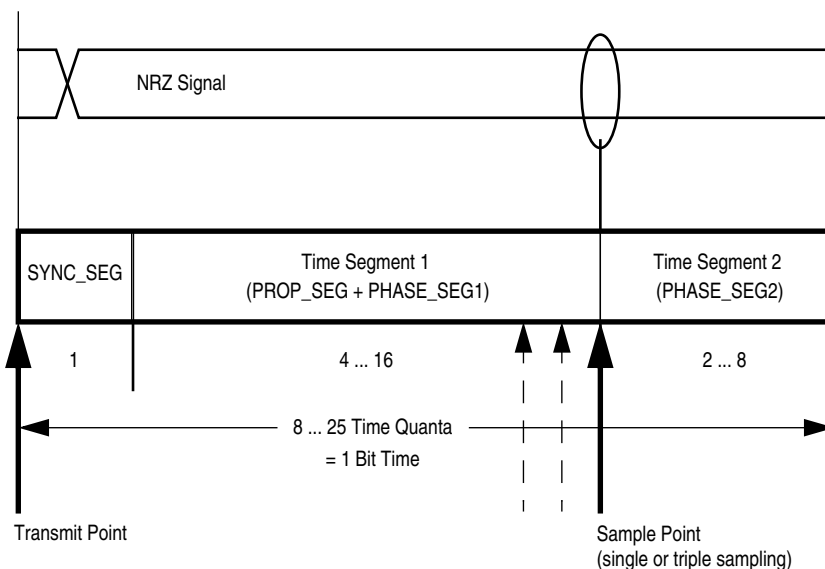 NRZ Signal
SYNC_SEG
Time Segment 1
(PROP_SEG + PHASE_SEG1)
Time Segment 2
(PHASE_SEG2)
1
4 ... 16
2 ... 8
8 ... 25 Time Quanta
= 1 Bit Time
Transmit Point
Sample Point
(single or triple sampling)